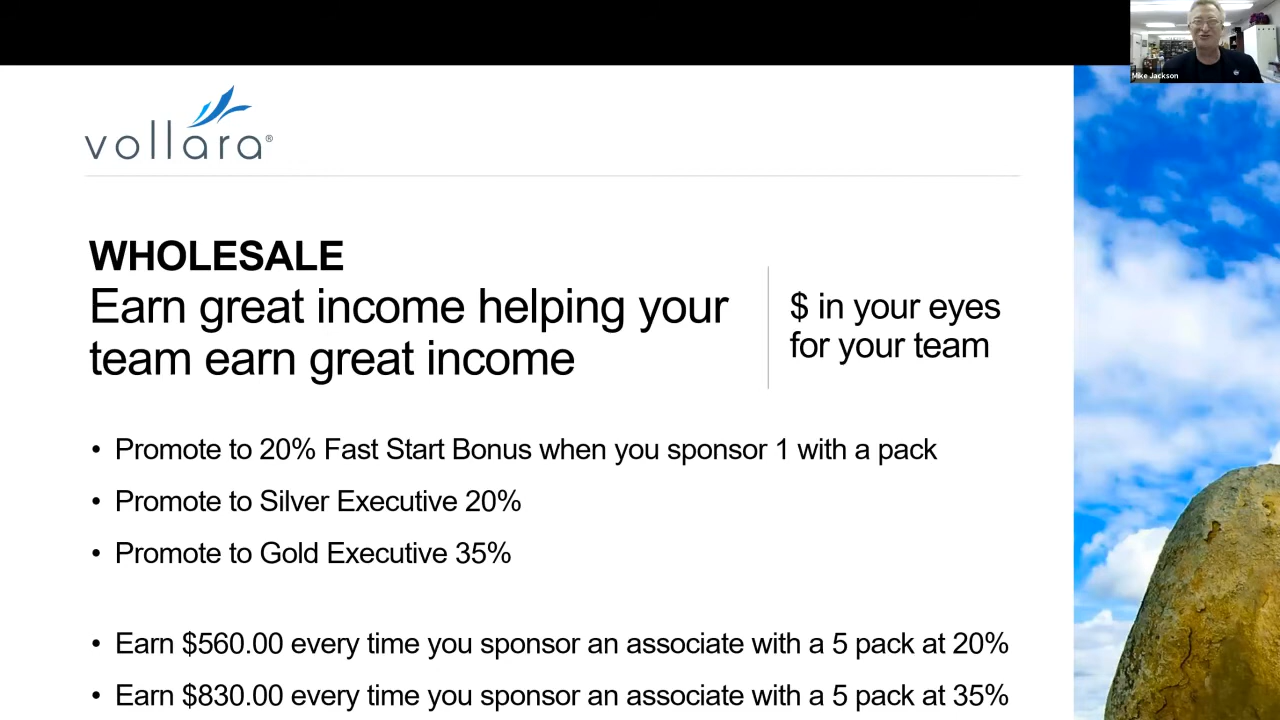 Mike Jackson
vollara®
WHOLESALE
Earn great income helping your
team earn great income
$ in your eyes
for your team
• Promote to 20% Fast Start Bonus when you sponsor 1 with a pack
• Promote to Silver Executive 20%
• Promote to Gold Executive 35%
• Earn $560.00 every time you sponsor an associate with a 5 pack at 20%
• Earn $830.00 every time you sponsor an associate with a 5 pack at 35%